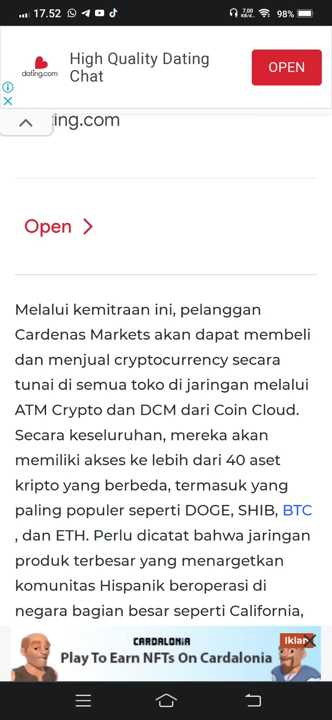 17.52
7,00
KB/d..
98%
High Quality Dating
Chat
dating.com
OPEN
ting.com
Open
Melalui kemitraan ini, pelanggan
Cardenas Markets akan dapat membeli
dan menjual cryptocurrency secara
tunai di semua toko di jaringan melalui
ATM Crypto dan DCM dari Coin Cloud.
Secara keseluruhan, mereka akan
memiliki akses ke lebih dari 40 aset
kripto yang berbeda, termasuk yang
paling populer seperti DOGE, SHIB, BTC
, dan ETH. Perlu dicatat bahwa jaringan
produk terbesar yang menargetkan
komunitas Hispanik beroperasi di
negara bagian besar seperti California,
CARDALONIA
Iklan
Play To Earn NFTs On Cardalonia